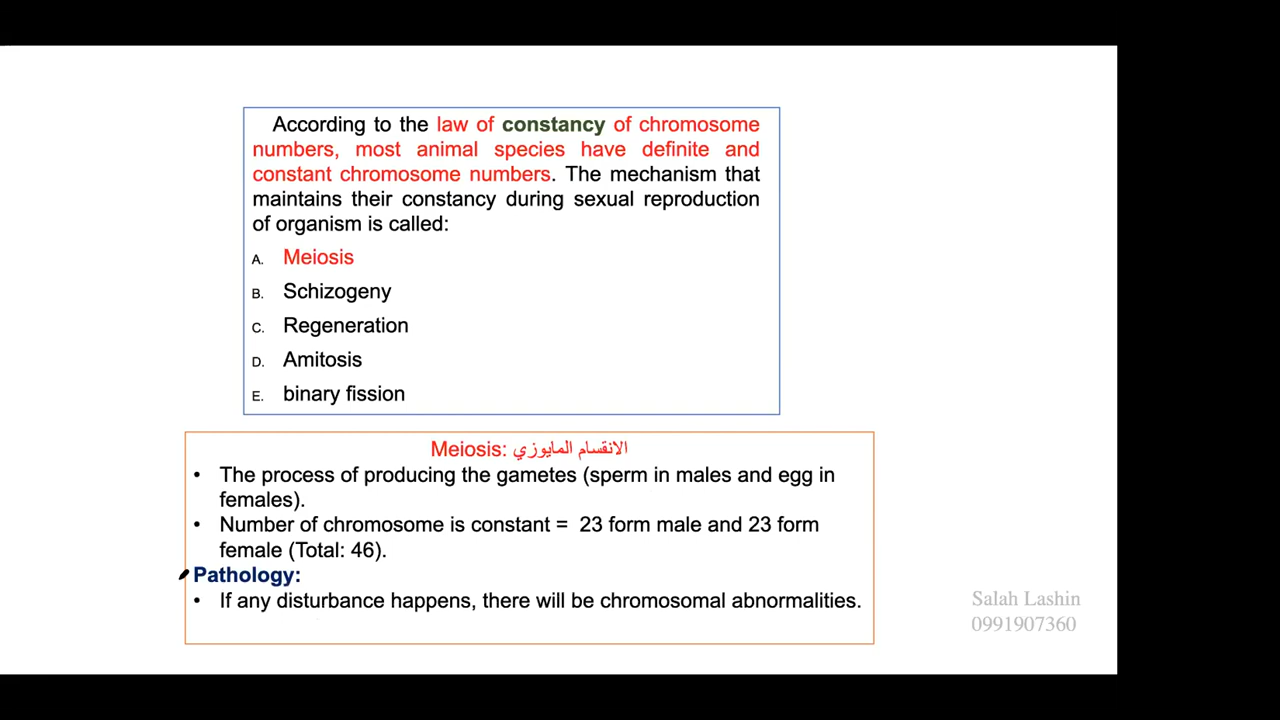 According to the law of constancy of chromosome
numbers, most animal species have definite and
constant chromosome numbers. The mechanism that
maintains their constancy during sexual reproduction
of organism is called:
A. Meiosis
B. Schizogeny
C. Regeneration
D. Amitosis
E. binary fission
Meiosis: الانقسام المايوزي
• The process of producing the gametes (sperm in males and egg in
females).
• Number of chromosome is constant = 23 form male and 23 form
female (Total: 46).
Pathology:
• If any disturbance happens, there will be chromosomal abnormalities.
Salah Lashin
0991907360